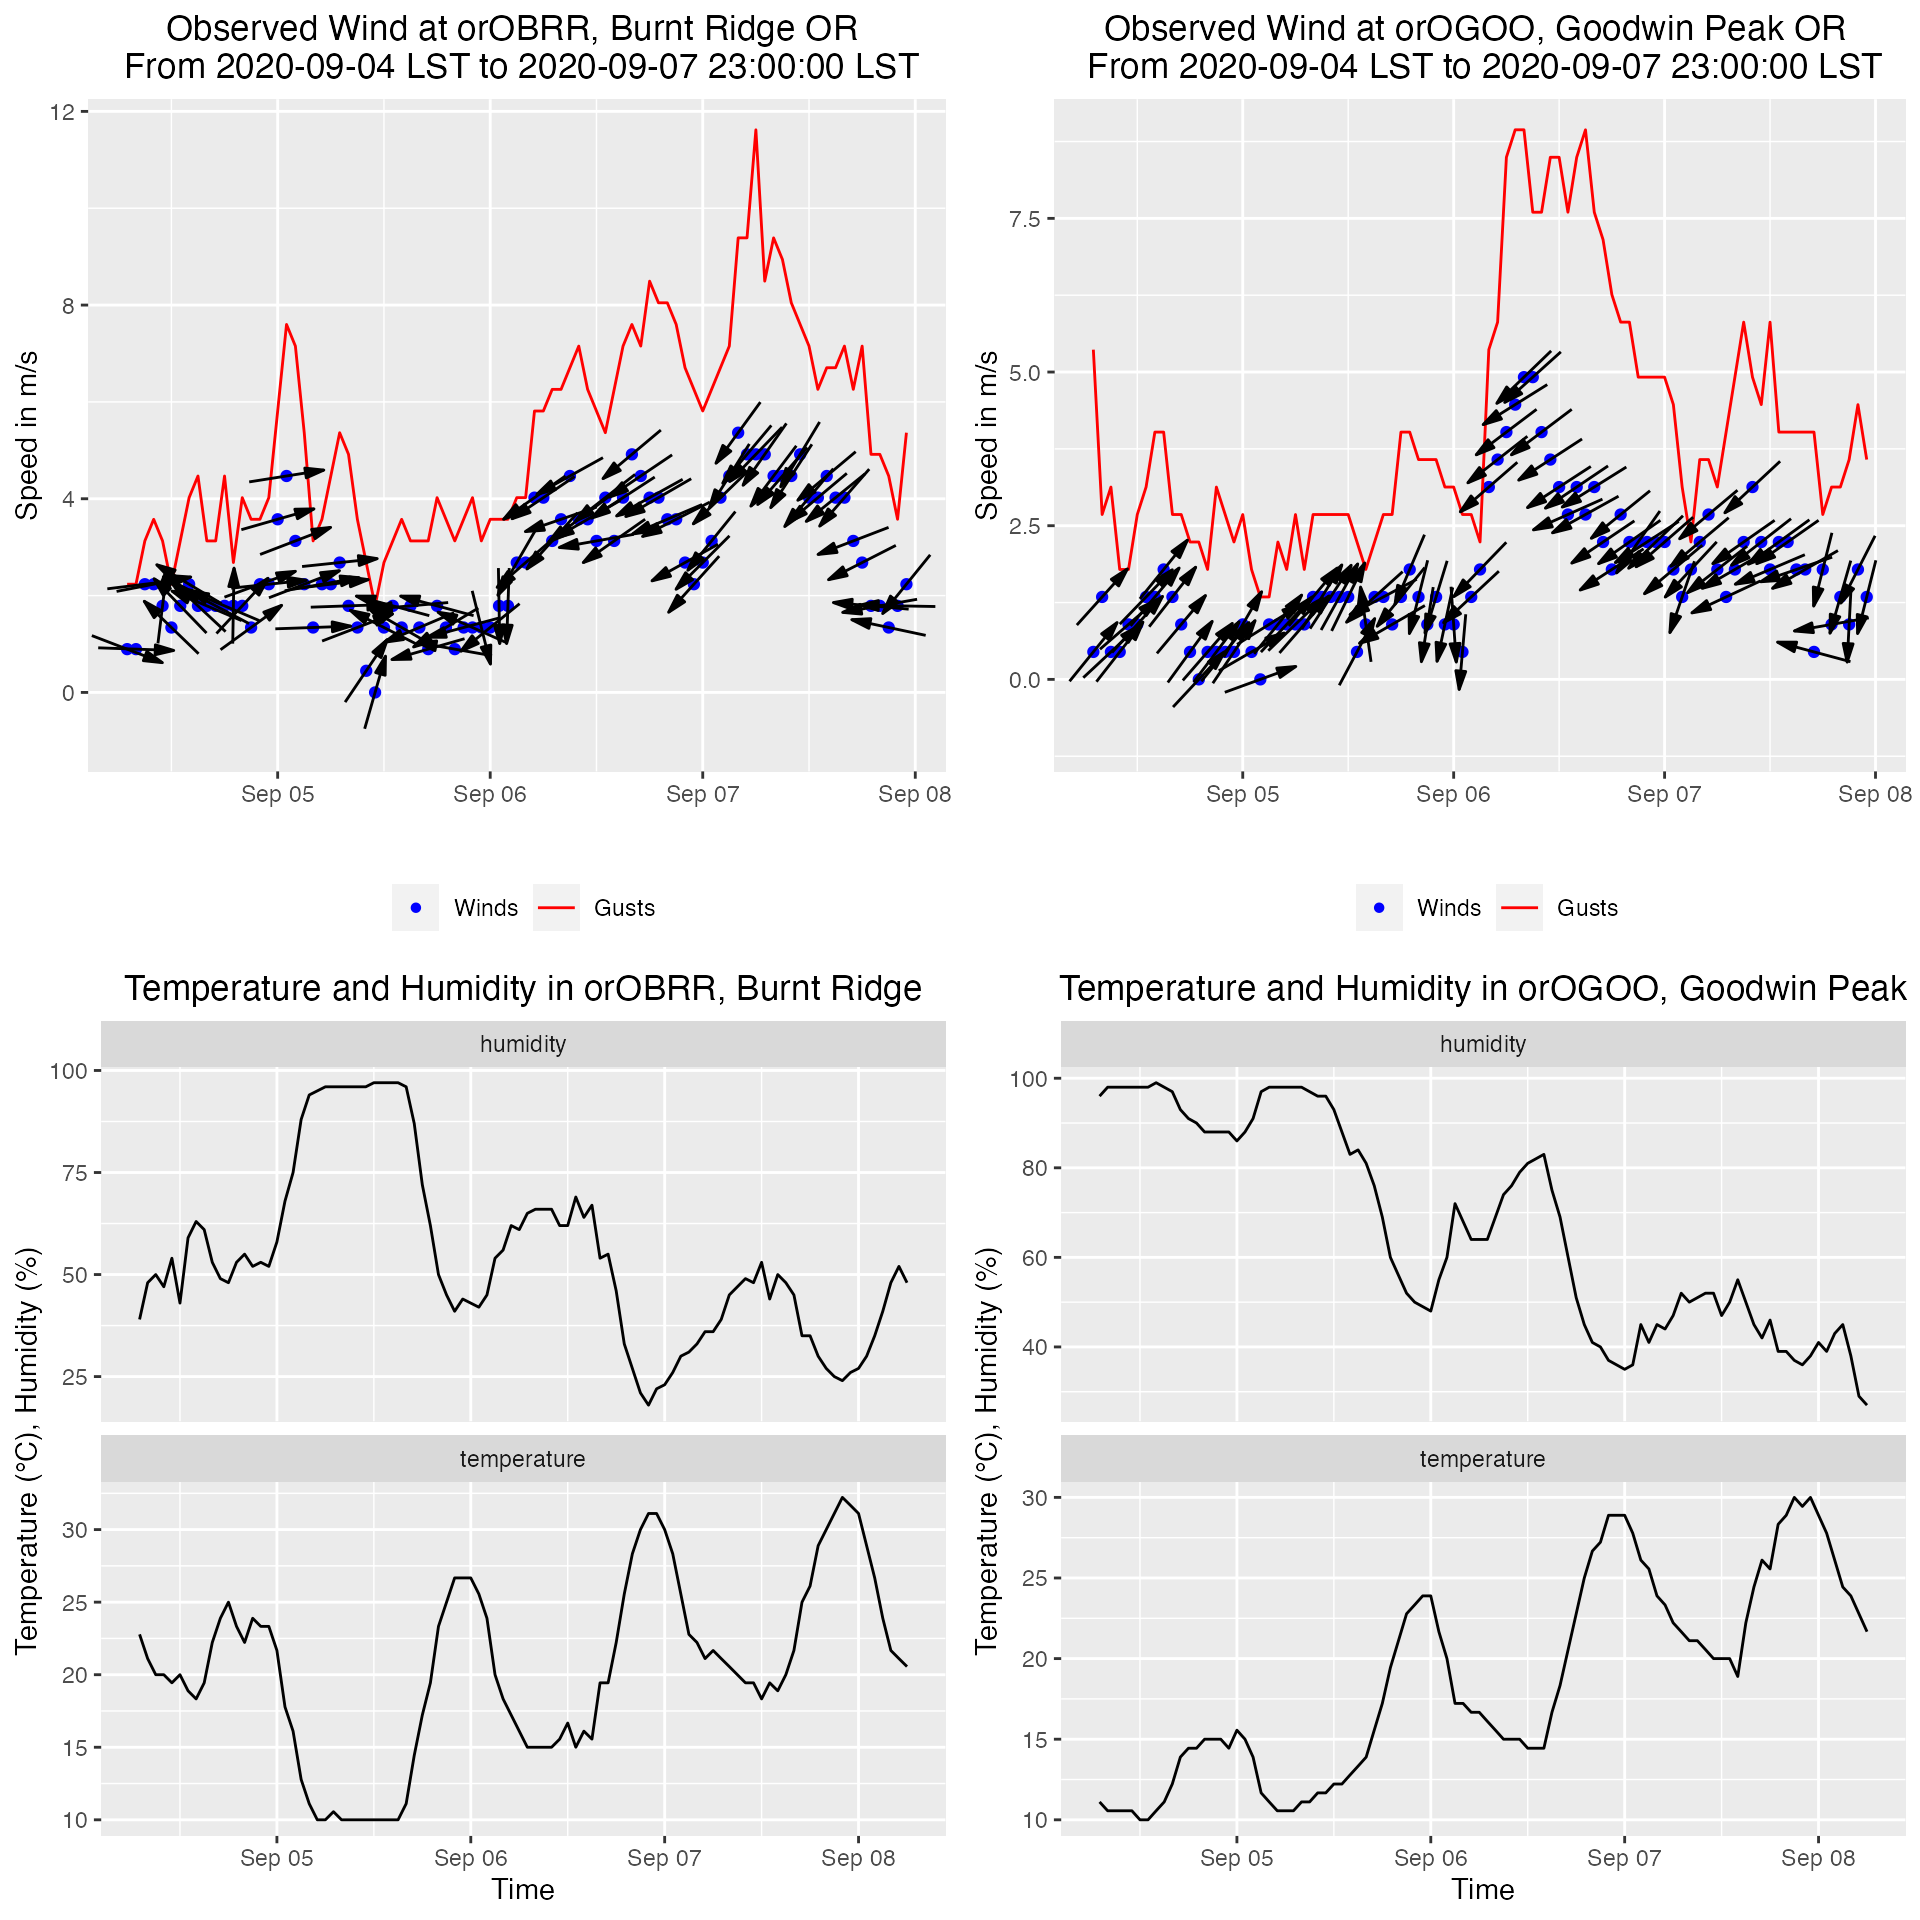 Observed Wind at orOBRR, Burnt Ridge OR
From 2020-09-04 LST to 2020-09-07 23:00:00 LST
12
8
4
0
Speed in m/s
Sep 05
Sep 06
Sep 07
Sep 08
Winds
Gusts
Observed Wind at orOGOO, Goodwin Peak OR
From 2020-09-04 LST to 2020-09-07 23:00:00 LST
7.5
5.0
2.5
0.0
Speed in m/s
Sep 05
Sep 06
Sep 07
Sep 08
Winds
Gusts
Temperature and Humidity in orOBRR, Burnt Ridge
humidity
100
75
50
25
temperature
30
25
20
15
10
Temperature (°C), Humidity (%)
Sep 05
Sep 06
Sep 07
Sep 08
Time
Temperature and Humidity in orOGOO, Goodwin Peak
humidity
100
80
60
40
temperature
30
25
20
15
10
Temperature (°C), Humidity (%)
Sep 05
Sep 06
Sep 07
Sep 08
Time